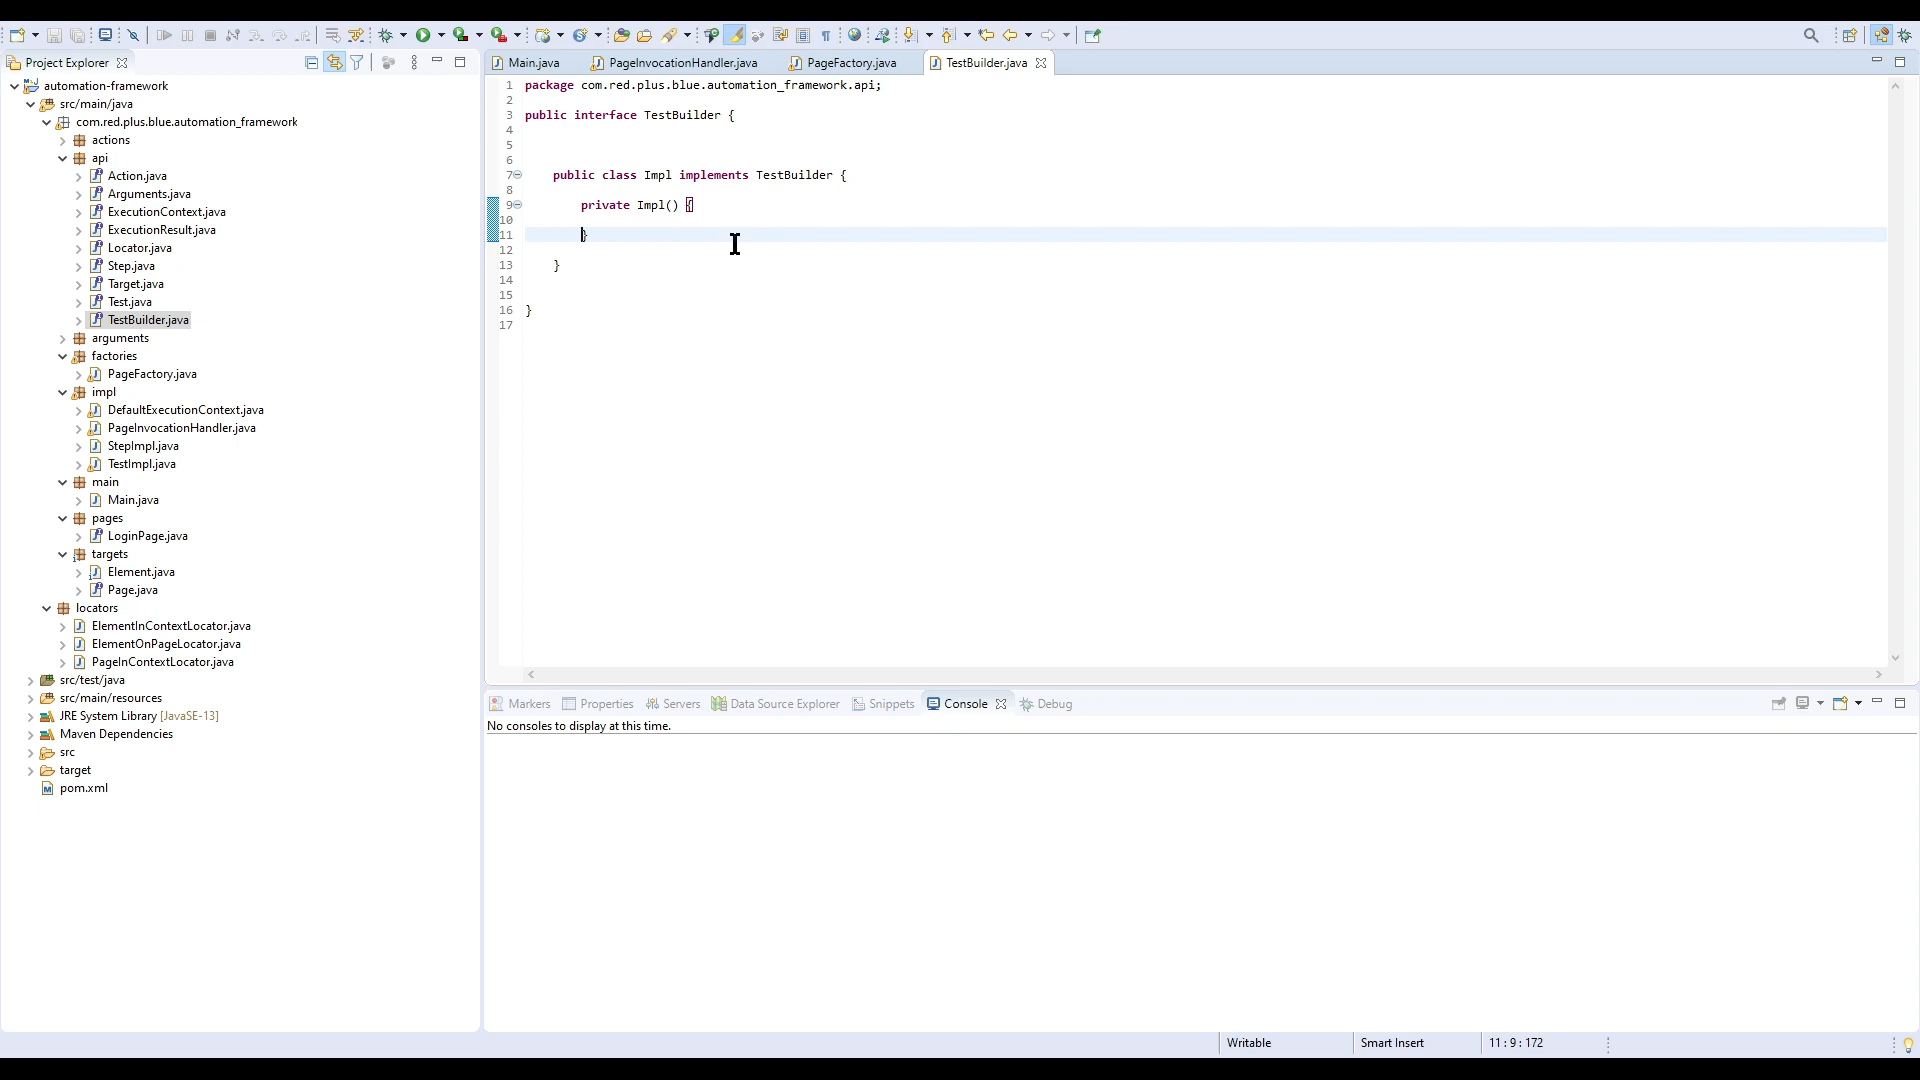 Project Explorer
automation-framework
src/main/java
com.red.plus.blue.automation_framework
actions
api
Action.java
Arguments.java
ExecutionContext.java
ExecutionResult.java
Locator.java
Step.java
Target.java
Test.java
TestBuilder.java
arguments
factories
PageFactory.java
impl
DefaultExecutionContext.java
PageInvocationHandler.java
StepImpl.java
TestImpl.java
main
Main.java
pages
LoginPage.java
targets
Element.java
Page.java
locators
ElementInContextLocator.java
ElementOnPageLocator.java
PageInContextLocator.java
src/test/java
src/main/resources
JRE System Library [JavaSE-13]
Maven Dependencies
src
target
pom.xml
Main.java PageInvocationHandler.java PageFactory.java TestBuilder.java
1 package com.red.plus.blue.automation_framework.api;
2
3 public interface TestBuilder {
4
5
6
7 public class Impl implements TestBuilder {
8
9 private Impl() {
10
11 }
12
13 }
14
15
16 }
17
Markers Properties Servers Data Source Explorer Snippets Console Debug
No consoles to display at this time.
Writable Smart Insert 11 : 9 : 172